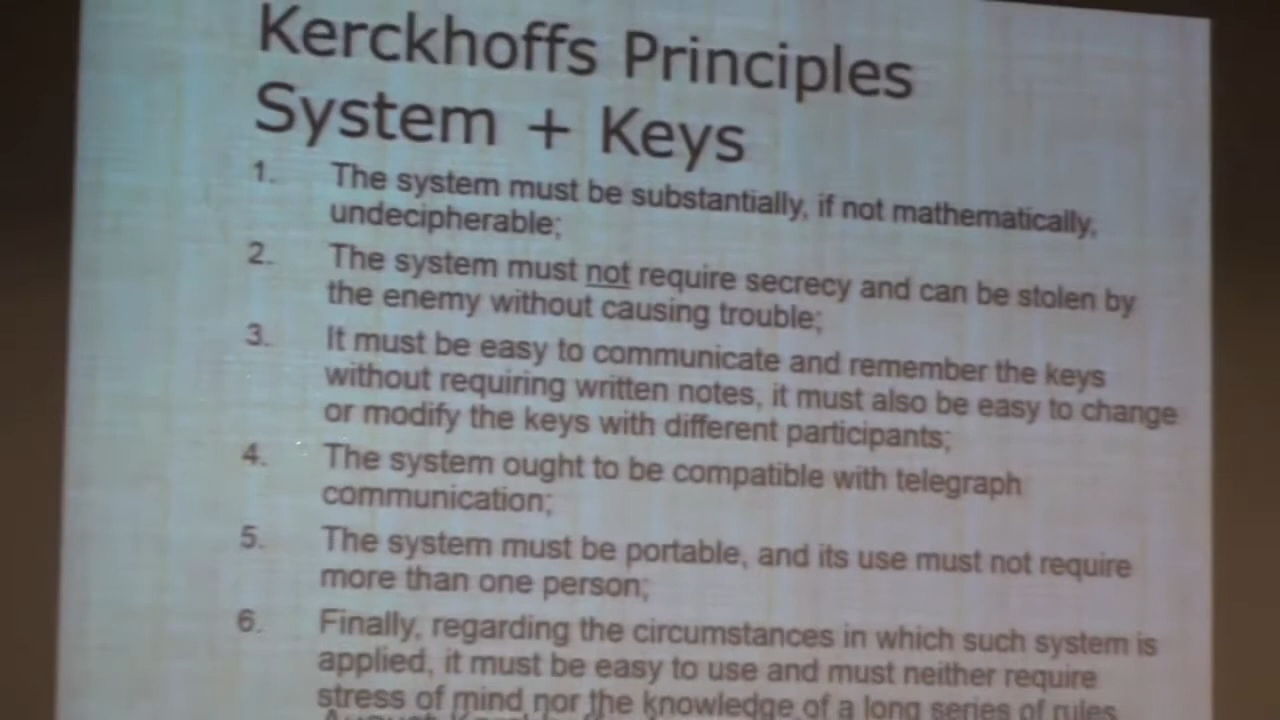 Kerckhoffs Principles
System + Keys
1. The system must be substantially, if not mathematically,
undecipherable;
2. The system must not require secrecy and can be stolen by
the enemy without causing trouble;
3. It must be easy to communicate and remember the keys
without requiring written notes, it must also be easy to change
or modify the keys with different participants;
4. The system ought to be compatible with telegraph
communication;
5. The system must be portable, and its use must not require
more than one person;
6. Finally, regarding the circumstances in which such system is
applied, it must be easy to use and must neither require
stress of mind nor the knowledge of a long series of rules